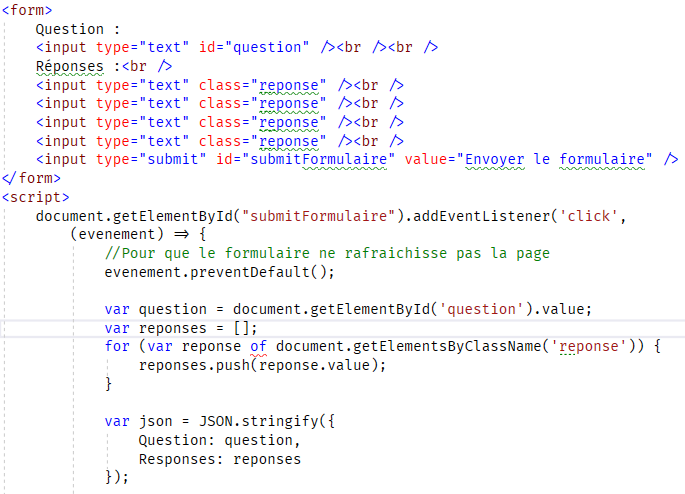 <form>
    Question :
    <input type="text" id="question" /><br /><br />
    Réponses :<br />
    <input type="text" class="reponse" /><br />
    <input type="text" class="reponse" /><br />
    <input type="text" class="reponse" /><br />
    <input type="text" class="reponse" /><br />
    <input type="submit" id="submitFormulaire" value="Envoyer le formulaire" />
</form>
<script>
    document.getElementById("submitFormulaire").addEventListener('click',
        (evenement) => {
            //Pour que le formulaire ne rafraichisse pas la page
            evenement.preventDefault();

            var question = document.getElementById('question').value;
            var reponses = [];
            for (var reponse of document.getElementsByClassName('reponse')) {
                reponses.push(reponse.value);
            }

            var json = JSON.stringify({
                Question: question,
                Responses: reponses
            });